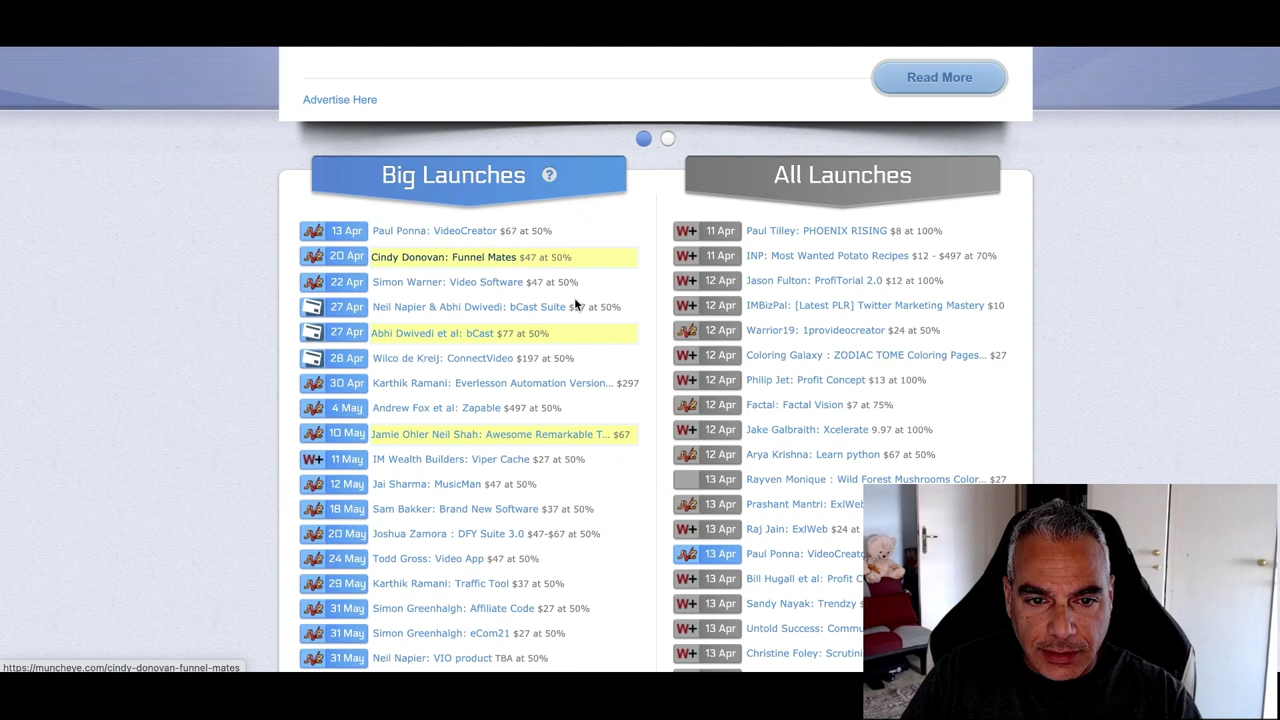 Read More
Advertise Here
Big Launches ?
13 Apr Paul Ponna: VideoCreator $67 at 50%
20 Apr Cindy Donovan: Funnel Mates $47 at 50%
22 Apr Simon Warner: Video Software $47 at 50%
27 Apr Neil Napier & Abhi Dwivedi: bCast Suite at 50%
27 Apr Abhi Dwivedi et al: bCast $77 at 50%
28 Apr Wilco de Kreij: ConnectVideo $197 at 50%
30 Apr Karthik Ramani: Everlesson Automation Version... $297
4 May Andrew Fox et al: Zapable $497 at 50%
10 May Jamie Ohler Neil Shah: Awesome Remarkable T... $67
W+ 11 May IM Wealth Builders: Viper Cache $27 at 50%
12 May Jai Sharma: MusicMan $47 at 50%
18 May Sam Bakker: Brand New Software $37 at 50%
20 May Joshua Zamora : DFY Suite 3.0 $47-$67 at 50%
24 May Todd Gross: Video App $47 at 50%
29 May Karthik Ramani: Traffic Tool $37 at 50%
31 May Simon Greenhalgh: Affiliate Code $27 at 50%
31 May Simon Greenhalgh: eCom21 $27 at 50%
31 May Neil Napier: VIO product TBA at 50%
All Launches
W+ 11 Apr Paul Tilley: PHOENIX RISING $8 at 100%
W+ 11 Apr INP: Most Wanted Potato Recipes $12 - $497 at 70%
W+ 12 Apr Jason Fulton: ProfiTorial 2.0 $12 at 100%
W+ 12 Apr IMBizPal: [Latest PLR] Twitter Marketing Mastery $10
12 Apr Warrior19: 1provideocreator $24 at 50%
W+ 12 Apr Coloring Galaxy : ZODIAC TOME Coloring Pages... $27
W+ 12 Apr Philip Jet: Profit Concept $13 at 100%
12 Apr Factal: Factal Vision $7 at 75%
W+ 12 Apr Jake Galbraith: Xcelerate 9.97 at 100%
12 Apr Arya Krishna: Learn python $67 at 50%
13 Apr Rayven Monique : Wild Forest Mushrooms Color... $27
13 Apr Prashant Mantri: ExlWeb
W+ 13 Apr Raj Jain: ExlWeb $24 at
13 Apr Paul Ponna: VideoCreato
W+ 13 Apr Bill Hugall et al: Profit C
W+ 13 Apr Sandy Nayak: Trendzy
W+ 13 Apr Untold Success: Commu
W+ 13 Apr Christine Foley: Scrutini
https://muncheye.com/cindy-donovan-funnel-mates